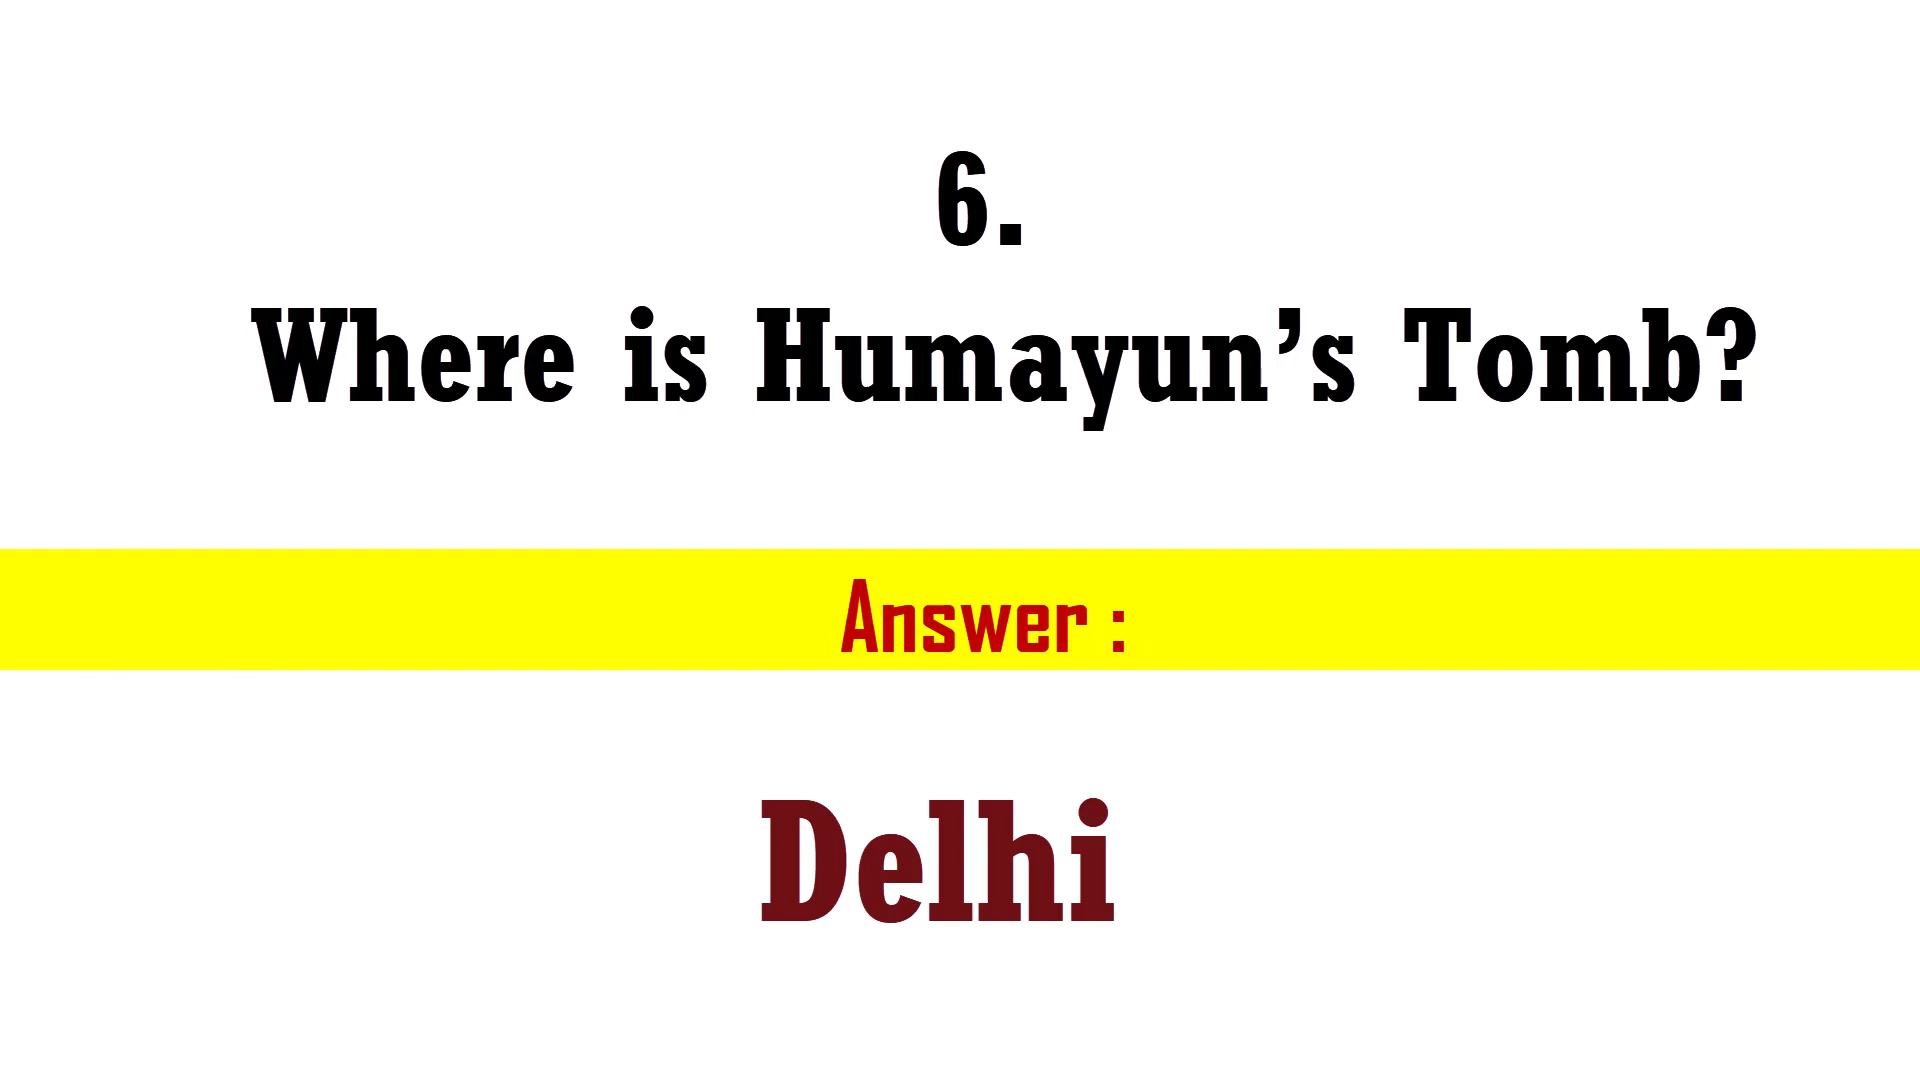 6.
Where is Humayun’s Tomb?
Answer :
Delhi